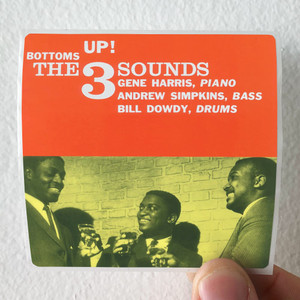 BOTTOMS UP!
THE 3 SOUNDS
GENE HARRIS, PIANO
ANDREW SIMPKINS, BASS
BILL DOWDY, DRUMS